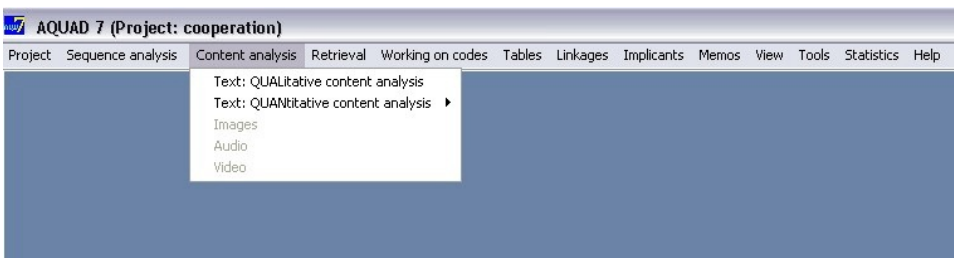 AQUAD 7 (Project: cooperation)
Project Sequence analysis Content analysis Retrieval Working on codes Tables Linkages Implicants Memos View Tools Statistics Help
Text: QUALitative content analysis
Text: QUANtitative content analysis
Images
Audio
Video